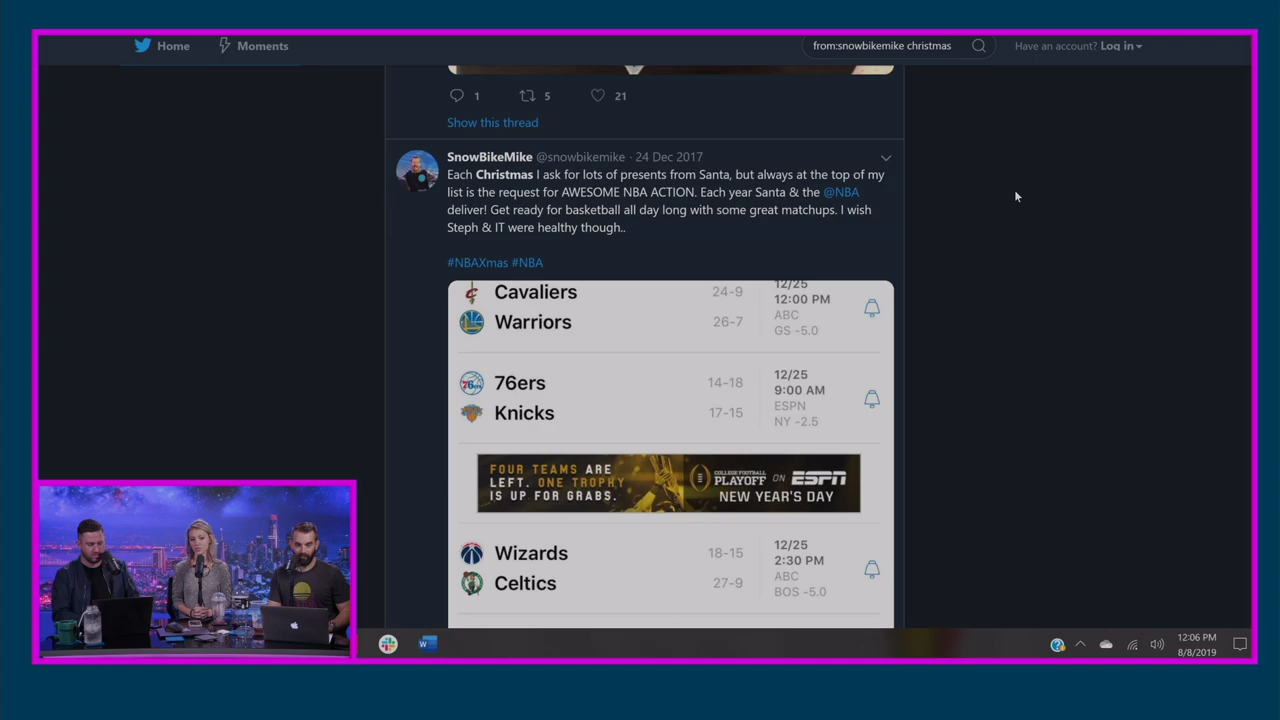 Home
Moments
from:snowbikemike christmas
Have an account? Log in
1
5
21
Show this thread
SnowBikeMike @snowbikemike · 24 Dec 2017
Each Christmas I ask for lots of presents from Santa, but always at the top of my
list is the request for AWESOME NBA ACTION. Each year Santa & the @NBA
deliver! Get ready for basketball all day long with some great matchups. I wish
Steph & IT were healthy though..
#NBAXmas #NBA
Cavaliers 24-9
Warriors 26-7
12/25
12:00 PM
ABC
GS -5.0
76ers 14-18
Knicks 17-15
12/25
9:00 AM
ESPN
NY -2.5
FOUR TEAMS ARE
LEFT. ONE TROPHY
IS UP FOR GRABS.
COLLEGE FOOTBALL
PLAYOFF ON ESPN
NEW YEAR'S DAY
Wizards 18-15
Celtics 27-9
12/25
2:30 PM
ABC
BOS -5.0
12:06 PM
8/8/2019